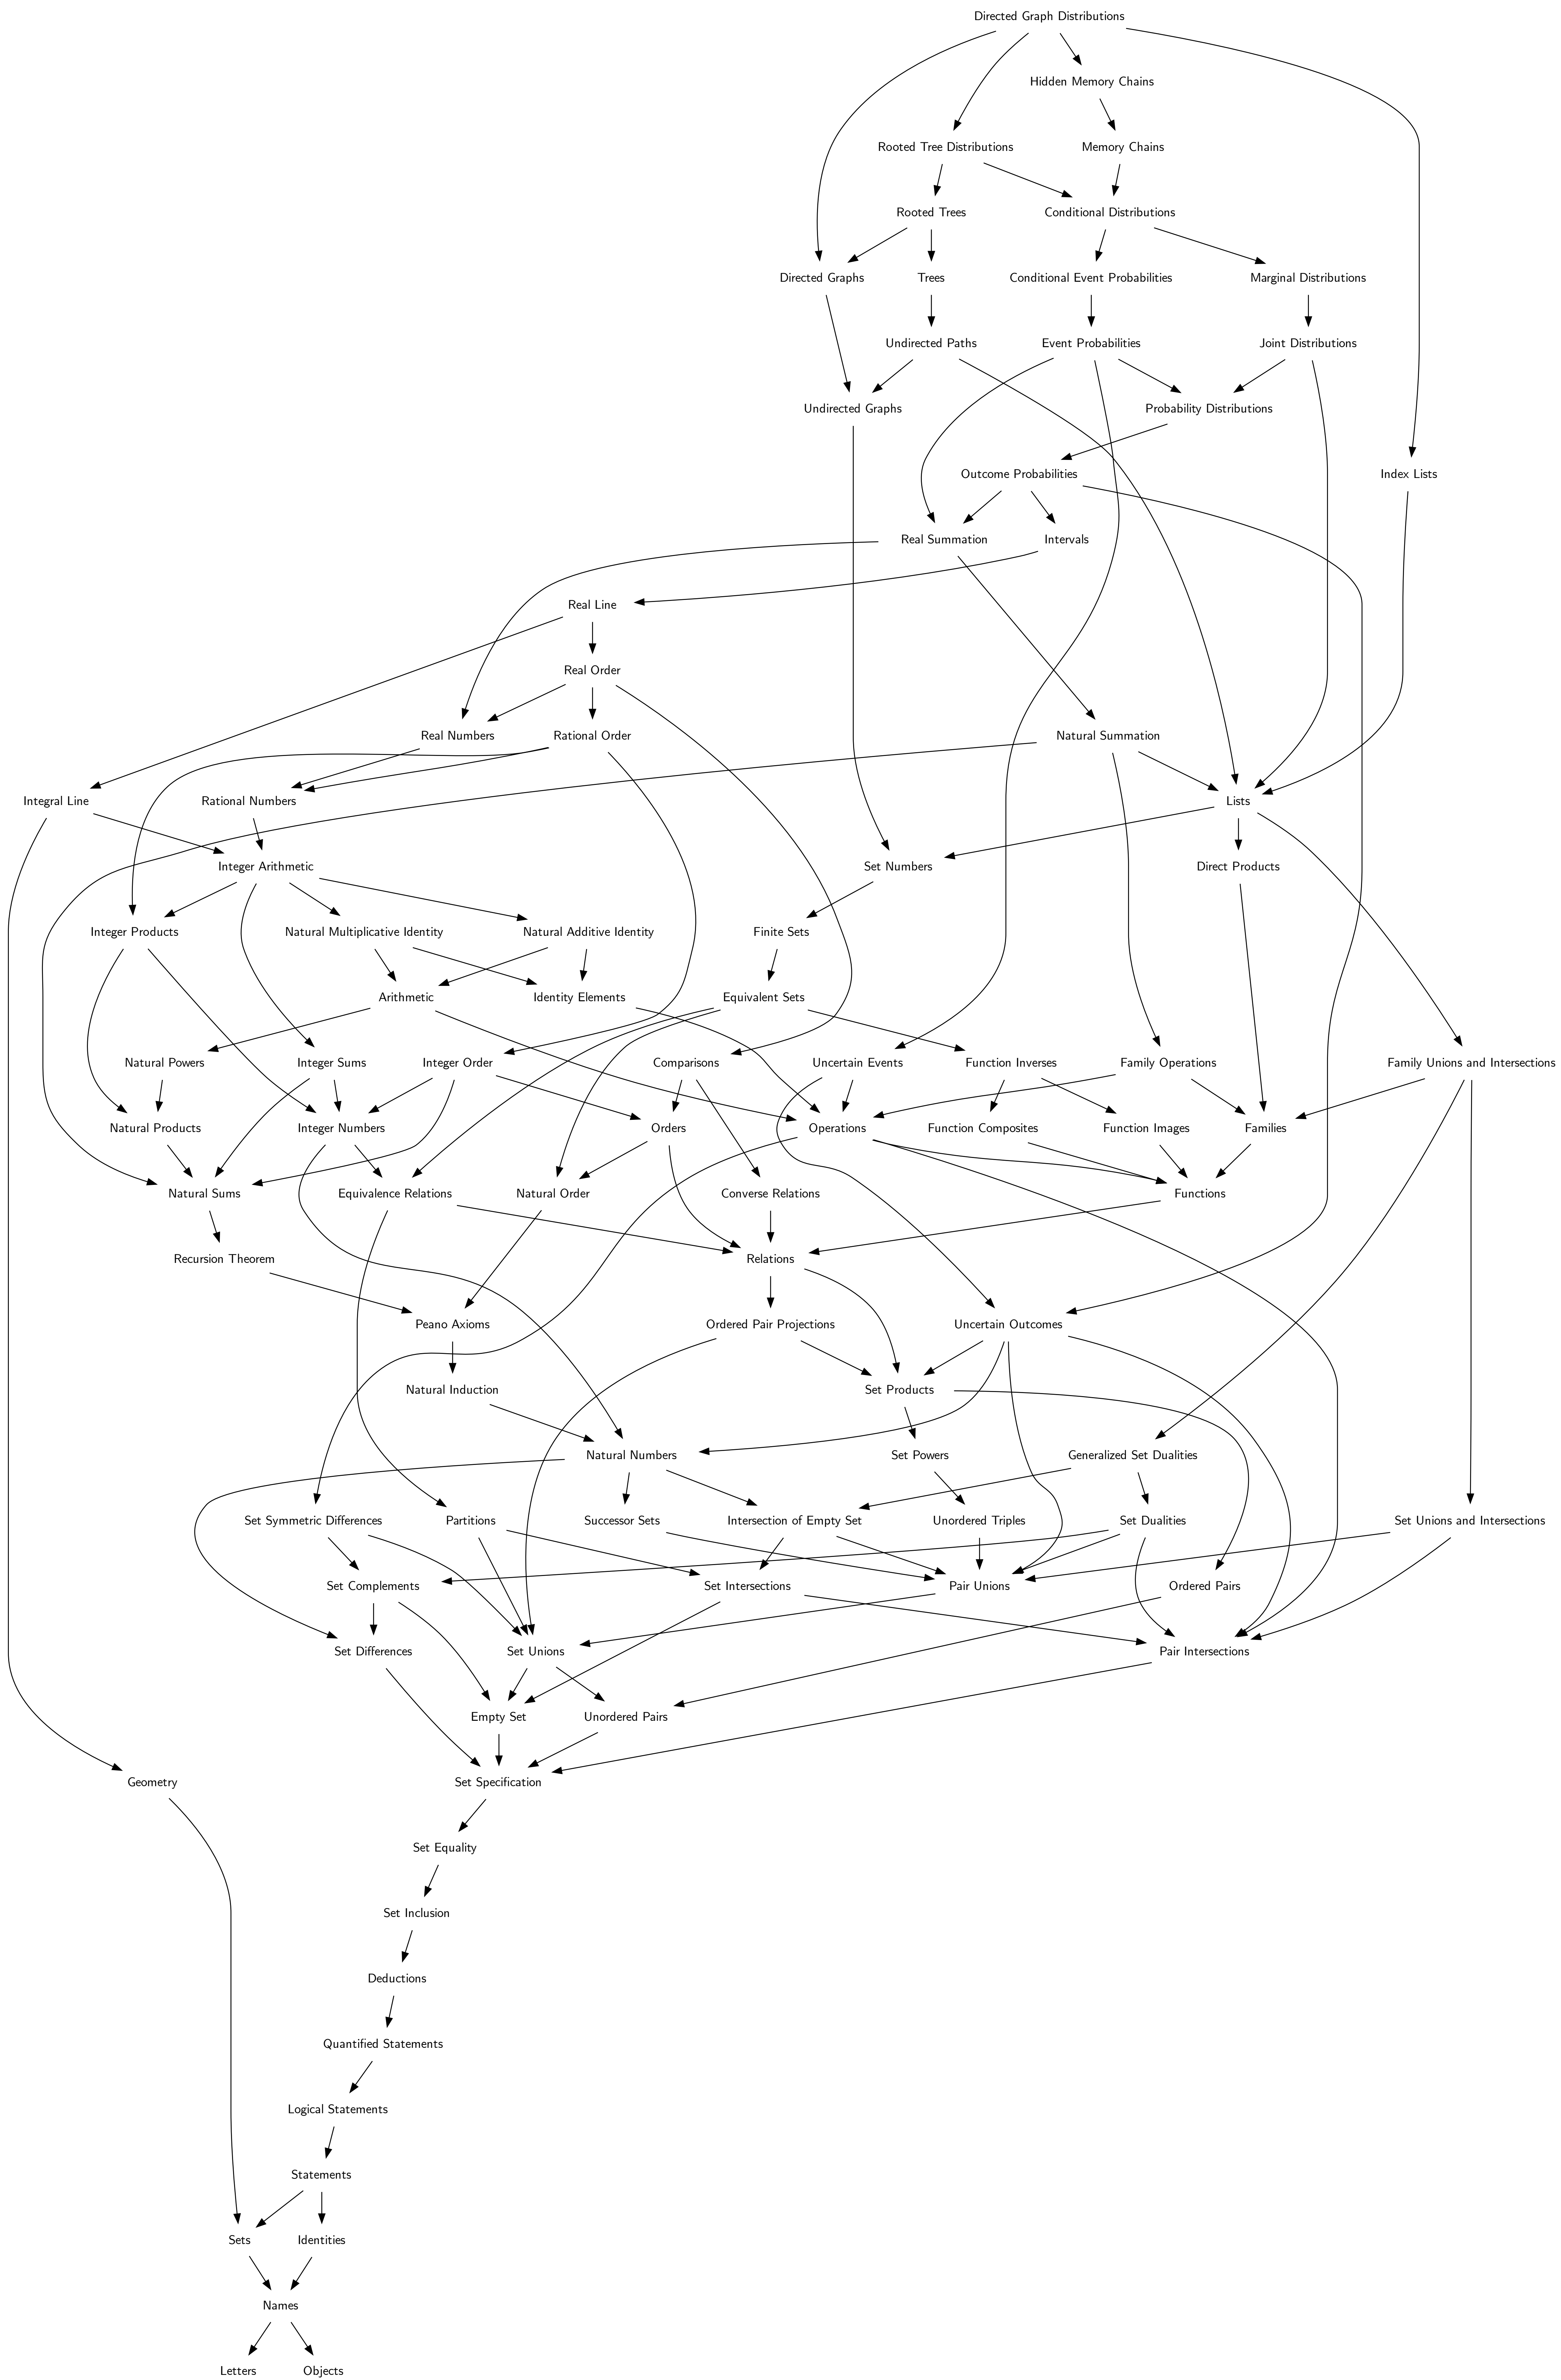 Directed Graph Distributions
Hidden Memory Chains
Rooted Tree Distributions
Memory Chains
Rooted Trees
Conditional Distributions
Directed Graphs
Trees
Conditional Event Probabilities
Marginal Distributions
Undirected Paths
Event Probabilities
Joint Distributions
Undirected Graphs
Probability Distributions
Outcome Probabilities
Index Lists
Real Summation
Intervals
Real Line
Real Order
Real Numbers
Rational Order
Natural Summation
Integral Line
Rational Numbers
Lists
Integer Arithmetic
Set Numbers
Direct Products
Integer Products
Natural Multiplicative Identity
Natural Additive Identity
Finite Sets
Arithmetic
Identity Elements
Equivalent Sets
Natural Powers
Integer Sums
Integer Order
Comparisons
Uncertain Events
Function Inverses
Family Operations
Family Unions and Intersections
Natural Products
Integer Numbers
Orders
Operations
Function Composites
Function Images
Families
Natural Sums
Equivalence Relations
Natural Order
Converse Relations
Functions
Recursion Theorem
Relations
Peano Axioms
Ordered Pair Projections
Uncertain Outcomes
Natural Induction
Set Products
Natural Numbers
Set Powers
Generalized Set Dualities
Set Symmetric Differences
Partitions
Successor Sets
Intersection of Empty Set
Unordered Triples
Set Dualities
Set Unions and Intersections
Set Complements
Set Intersections
Pair Unions
Ordered Pairs
Set Differences
Set Unions
Pair Intersections
Empty Set
Unordered Pairs
Geometry
Set Specification
Set Equality
Set Inclusion
Deductions
Quantified Statements
Logical Statements
Statements
Sets
Identities
Names
Letters
Objects